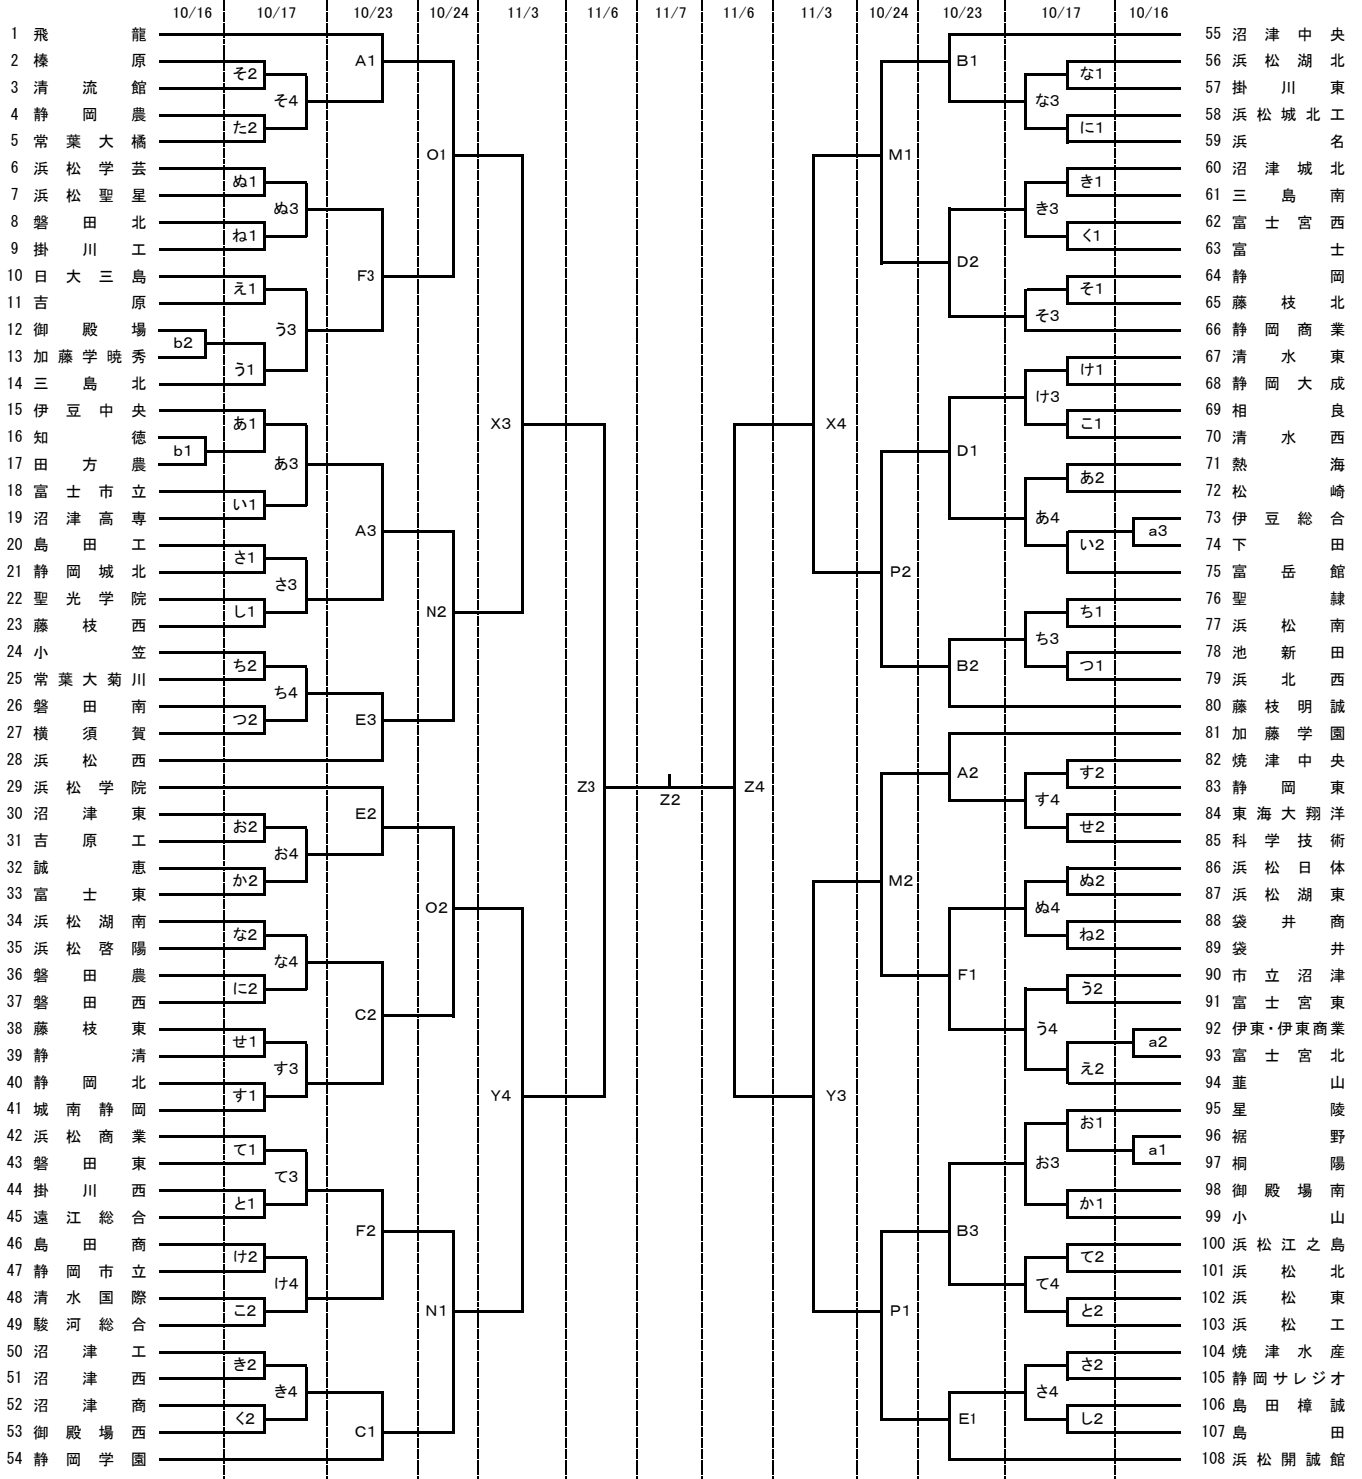 10/16 10/17 10/23 10/24 11/3 11/6 11/7 11/6 11/3 10/24 10/23 10/17 10/16
1 飛龍
2 榛原
3 清流館
4 静岡農
5 常葉大橘
6 浜松学芸
7 浜松聖星
8 磐田北
9 掛川工
10 日大三島
11 吉原
12 御殿場
13 加藤学暁秀
14 三島北
15 伊豆中央
16 知徳
17 田方農
18 富士市立
19 沼津高専
20 島田工
21 静岡城北
22 聖光学院
23 藤枝西
24 小笠
25 常葉大菊川
26 磐田南
27 横須賀
28 浜松西
29 浜松学院
30 沼津東
31 吉原工
32 誠恵
33 富士東
34 浜松湖南
35 浜松啓陽
36 磐田農
37 磐田西
38 藤枝東
39 静清
40 静岡北
41 城南静岡
42 浜松商業
43 磐田東
44 掛川西
45 遠江総合
46 島田商
47 静岡市立
48 清水国際
49 駿河総合
50 沼津工
51 沼津西
52 沼津商
53 御殿場西
54 静岡学園
b2
b1
そ2
た2
ぬ1
ね1
え1
う1
あ1
い1
さ1
し1
ち2
つ2
お2
か2
な2
に2
せ1
す1
て1
と1
け2
こ2
き2
く2
そ4
ぬ3
う3
あ3
さ3
ち4
お4
な4
す3
て3
け4
き4
A1
F3
A3
E3
E2
C2
F2
C1
O1
N2
O2
N1
X3
Y4
Z3
Z2
Z4
X4
Y3
M1
P2
M2
P1
B1
D2
D1
B2
A2
F1
B3
E1
な3
き3
そ3
け3
あ4
ち3
す4
ぬ4
う4
お3
て4
さ4
な1
に1
き1
く1
そ1
け1
こ1
あ2
い2
ち1
つ1
す2
せ2
ぬ2
ね2
う2
え2
お1
か1
て2
と2
さ2
し2
a3
a2
a1
55 沼津中央
56 浜松湖北
57 掛川東
58 浜松城北工
59 浜名
60 沼津城北
61 三島南
62 富士宮西
63 富士
64 静岡
65 藤枝北
66 静岡商業
67 清水東
68 静岡大成
69 相良
70 清水西
71 熱海
72 松崎
73 伊豆総合
74 下田
75 富岳館
76 聖隷
77 浜松南
78 池新田
79 浜北西
80 藤枝明誠
81 加藤学園
82 焼津中央
83 静岡東
84 東海大翔洋
85 科学技術
86 浜松日体
87 浜松湖東
88 袋井商
89 袋井
90 市立沼津
91 富士宮東
92 伊東・伊東商業
93 富士宮北
94 韮山
95 星陵
96 裾野
97 桐陽
98 御殿場南
99 小山
100 浜松江之島
101 浜松北
102 浜松東
103 浜松工
104 焼津水産
105 静岡サレジオ
106 島田樟誠
107 島田
108 浜松開誠館